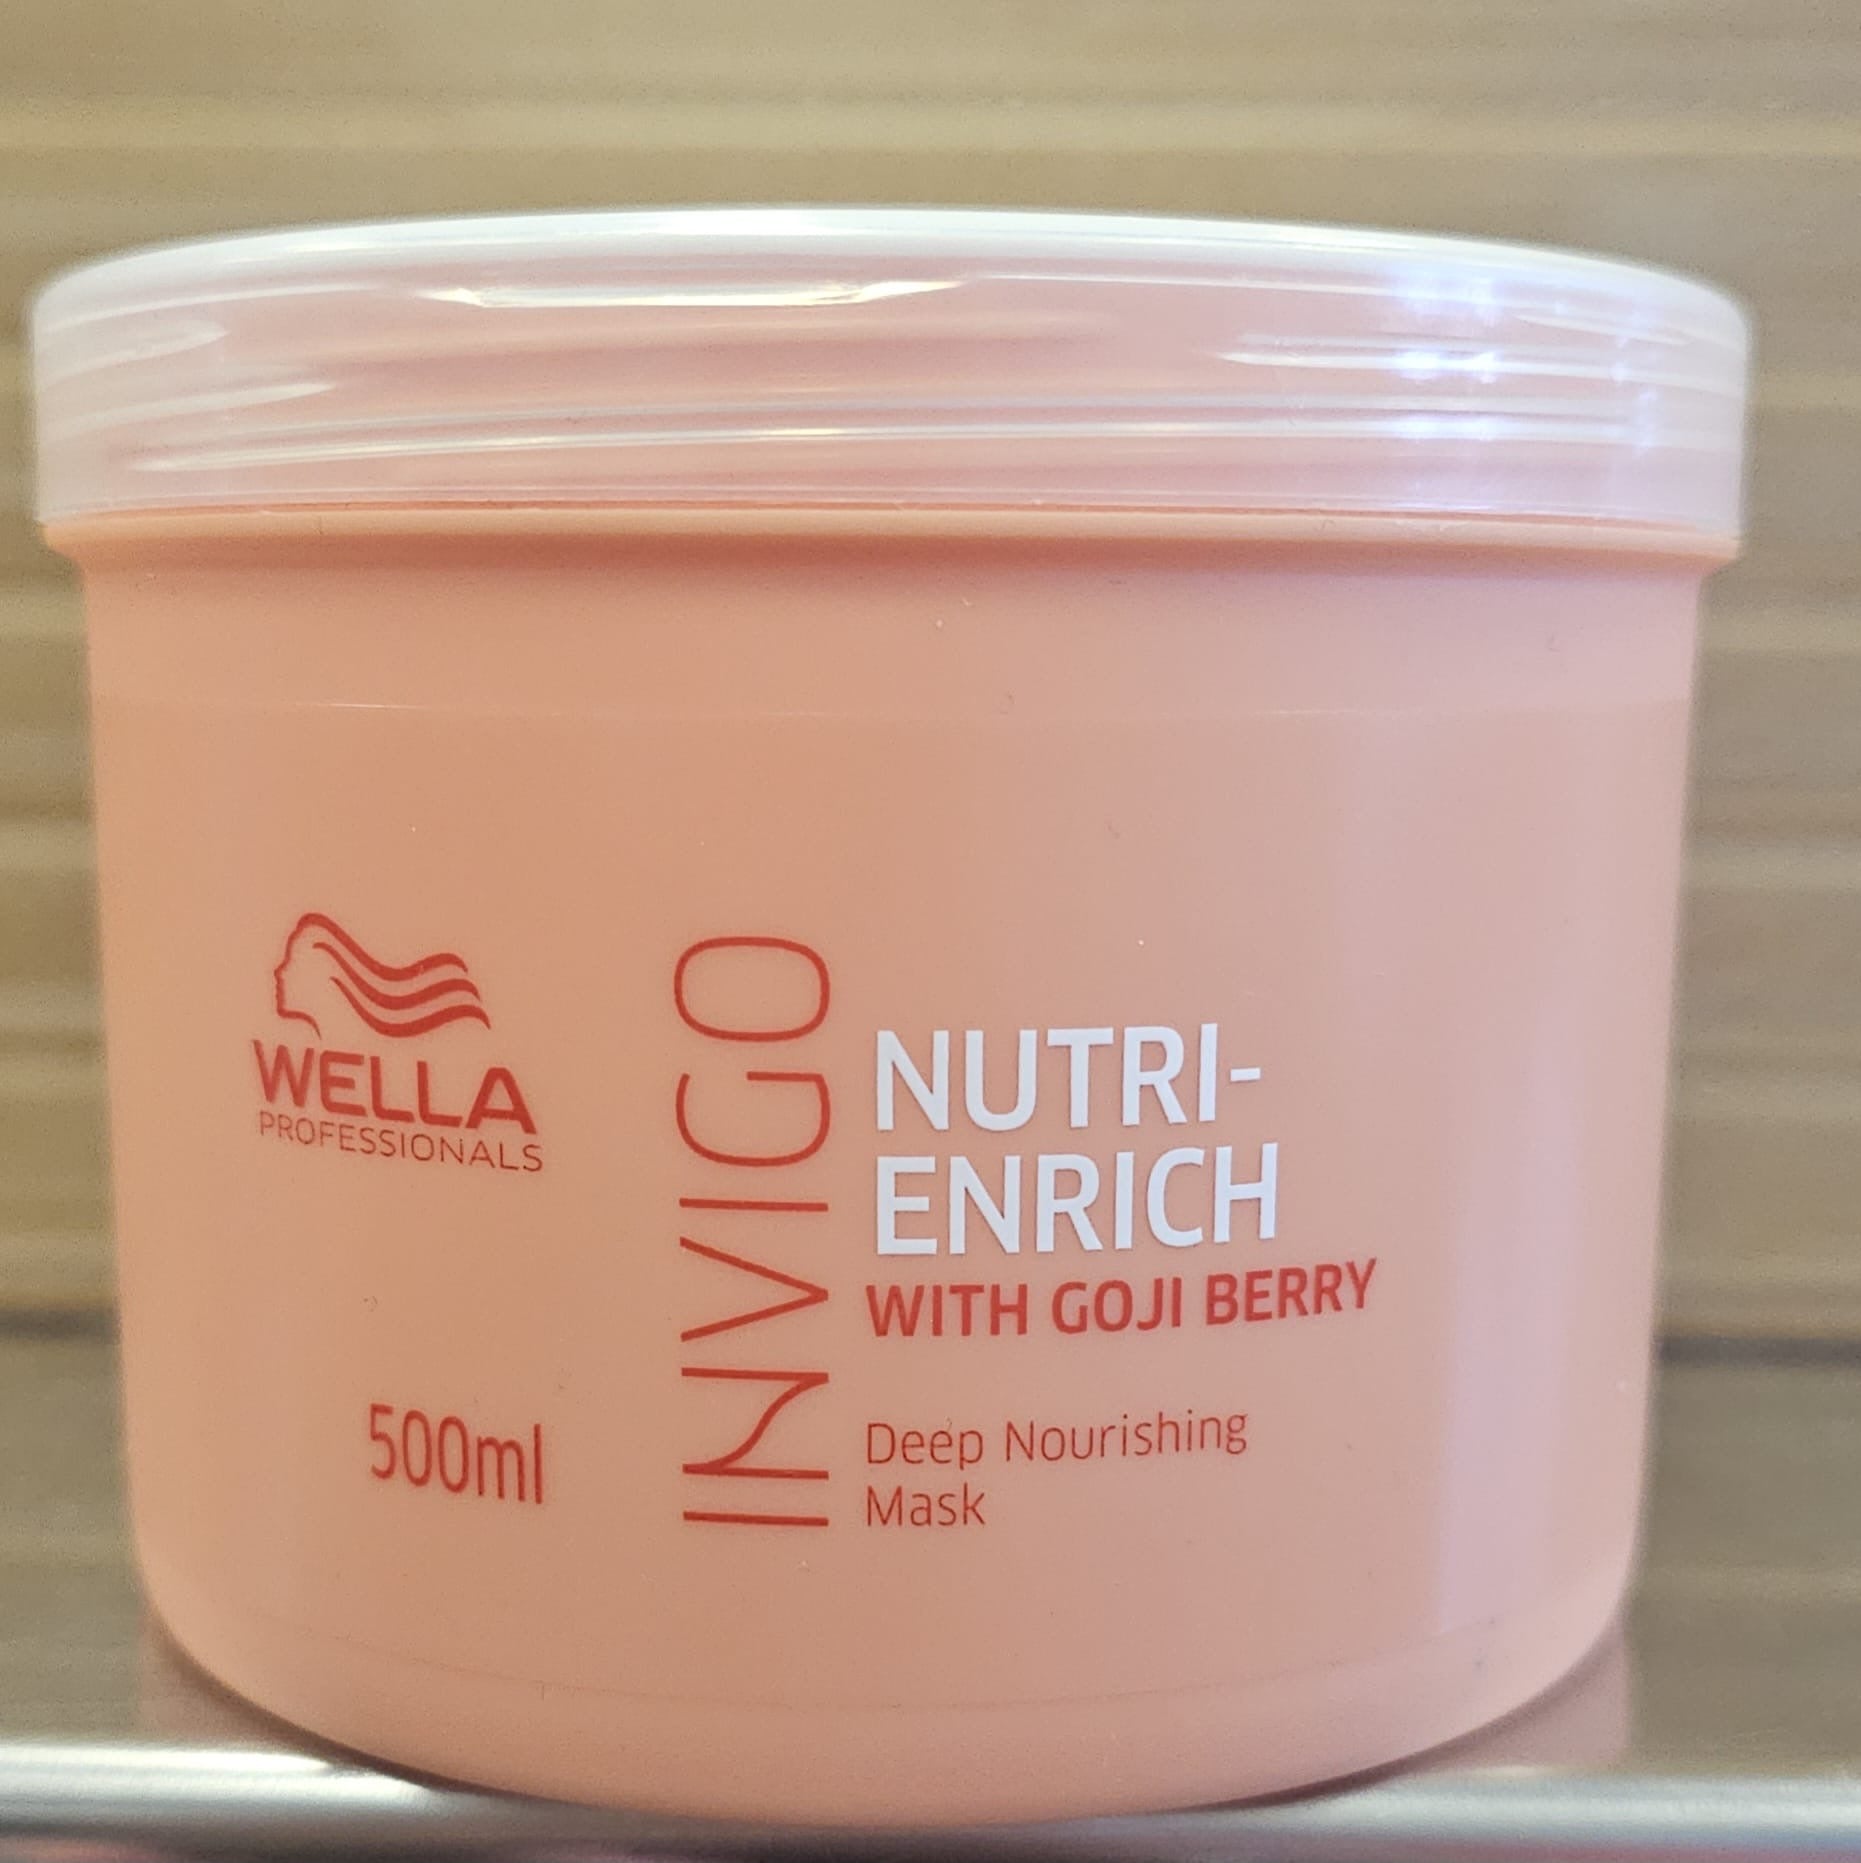 WELLA
PROFESSIONALS
500ml
INVIGO
NUTRI-
ENRICH
WITH GOJI BERRY
Deep Nourishing
Mask